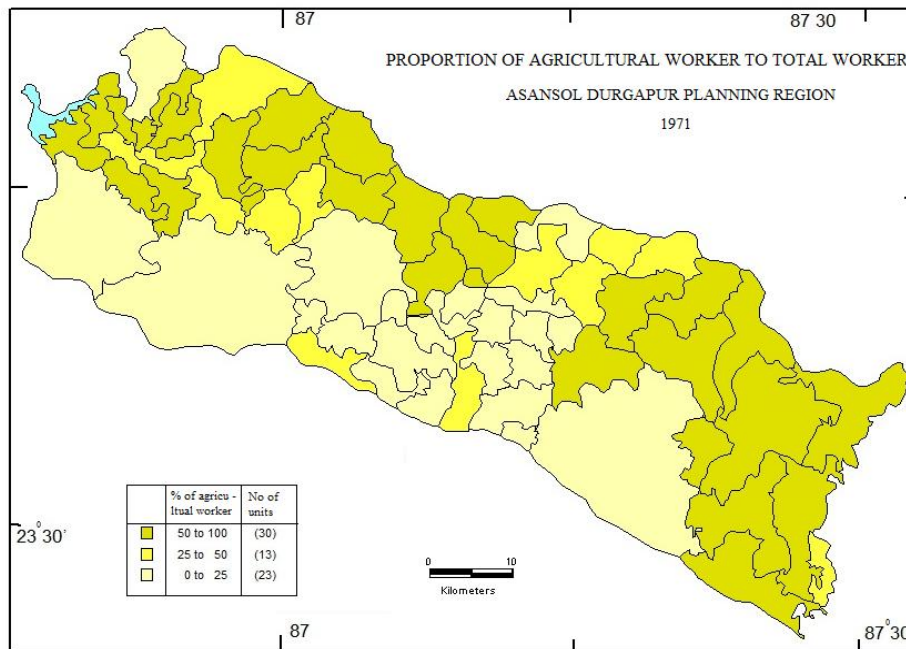 87
87 30
PROPORTION OF AGRICULTURAL WORKER TO TOTAL WORKER
ASANSOL DURGAPUR PLANNING REGION
1971
% of agricu -
ltual worker
No of
units
50 to 100 (30)
25 to 50 (13)
0 to 25 (23)
23°30'
0 10
Kilometers
87
87°30